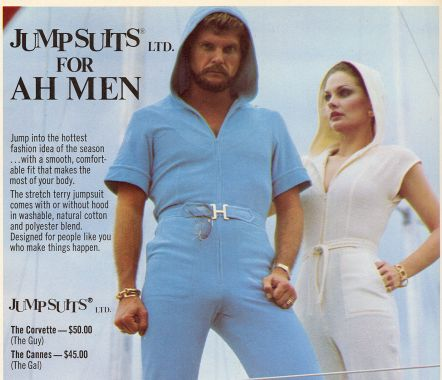 JUMPSUITS® LTD.
FOR
AH MEN
Jump into the hottest
fashion idea of the season
...with a smooth, comfort-
able fit that makes the
most of your body.
The stretch terry jumpsuit
comes with or without hood
in washable, natural cotton
and polyester blend.
Designed for people like you
who make things happen.
JUMPSUITS® LTD.
The Corvette — $50.00
(The Guy)
The Cannes — $45.00
(The Gal)